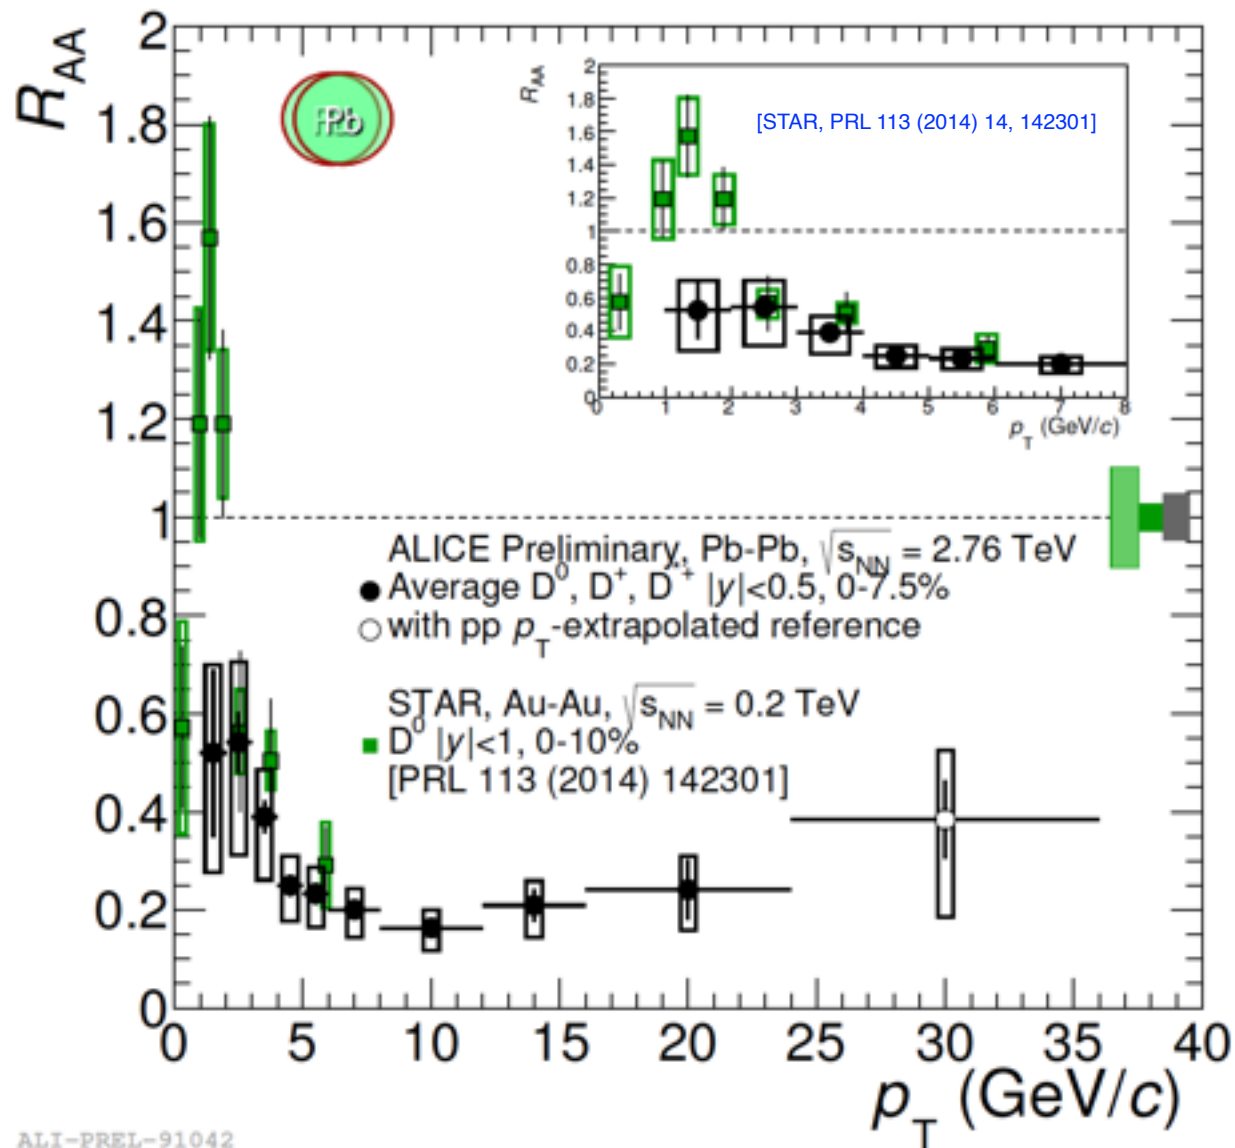 R_AA
2
1.8
1.6
1.4
1.2
1
0.8
0.6
0.4
0.2
0
0 5 10 15 20 25 30 35 40
p_T (GeV/c)
Pb
R_AA
2
1.8
1.6
1.4
1.2
1
0.8
0.6
0.4
0.2
0
0 1 2 3 4 5 6 7 8
p_T (GeV/c)
[STAR, PRL 113 (2014) 14, 142301]
ALICE Preliminary, Pb-Pb, √s_NN = 2.76 TeV
Average D⁰, D⁺, D*⁺ |y|<0.5, 0-7.5%
with pp p_T-extrapolated reference
STAR, Au-Au, √s_NN = 0.2 TeV
D⁰ |y|<1, 0-10%
[PRL 113 (2014) 142301]
ALI-PREL-91042